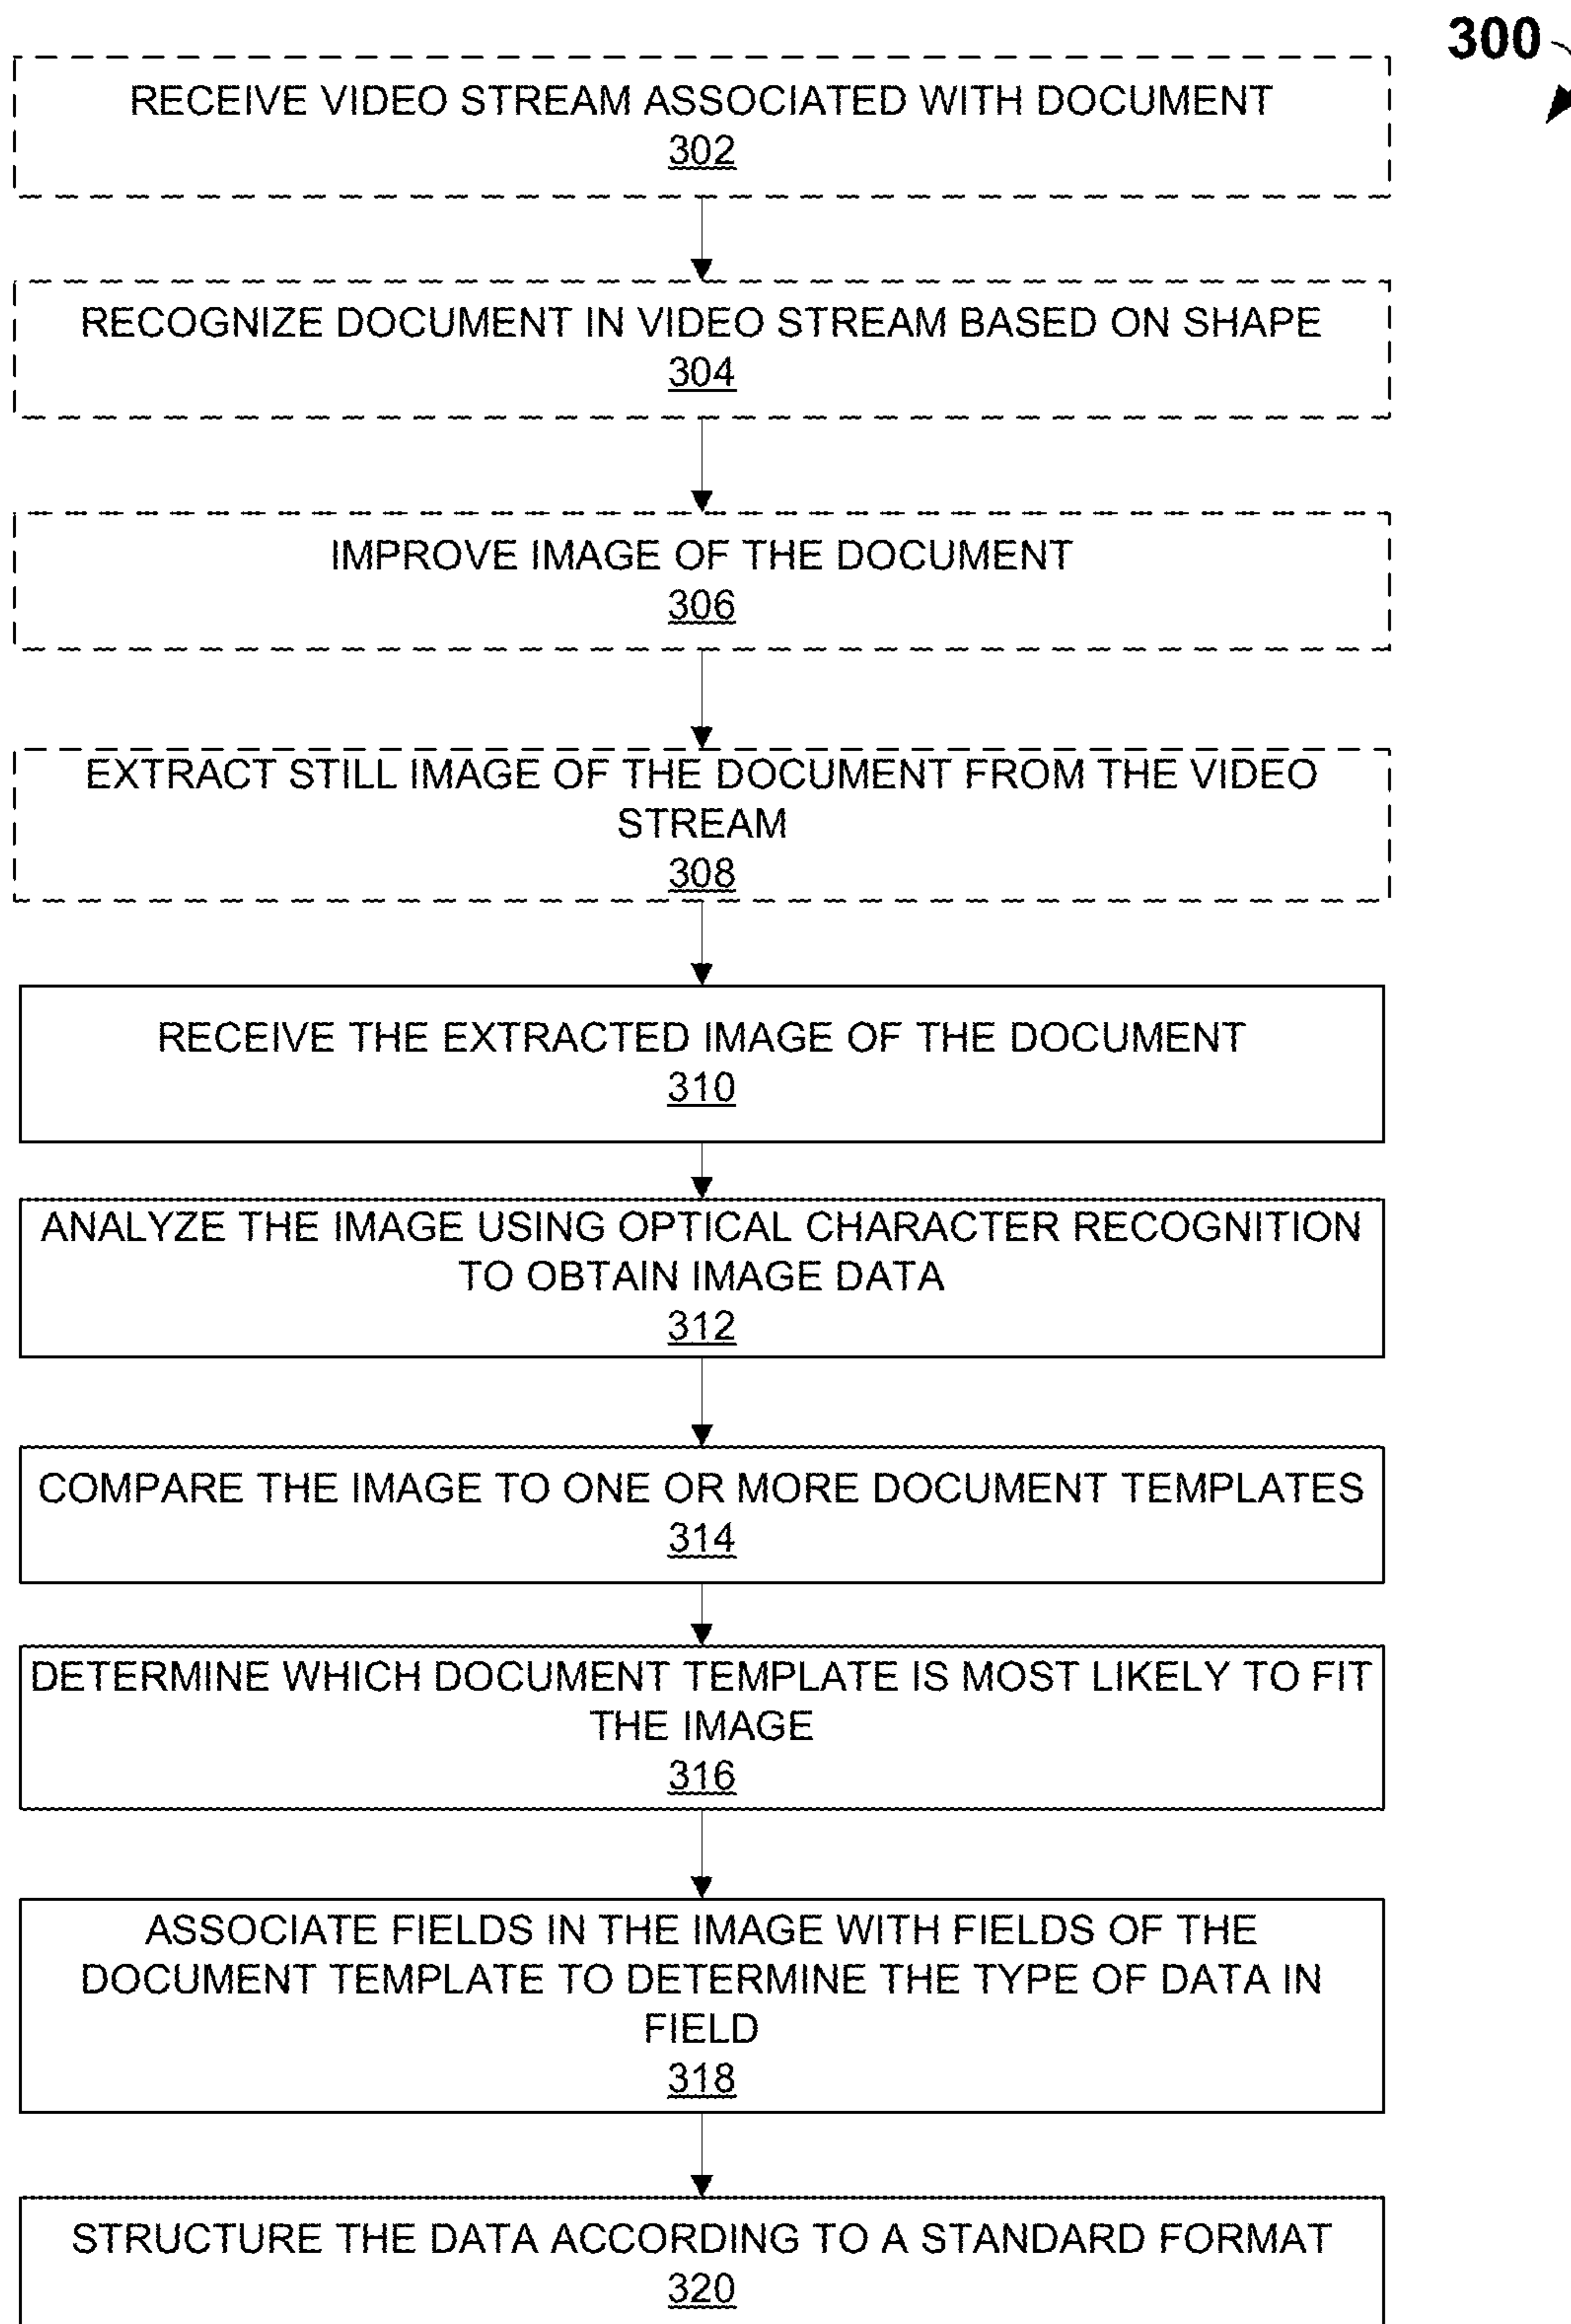 300
RECEIVE VIDEO STREAM ASSOCIATED WITH DOCUMENT
302
RECOGNIZE DOCUMENT IN VIDEO STREAM BASED ON SHAPE
304
IMPROVE IMAGE OF THE DOCUMENT
306
EXTRACT STILL IMAGE OF THE DOCUMENT FROM THE VIDEO
STREAM
308
RECEIVE THE EXTRACTED IMAGE OF THE DOCUMENT
310
ANALYZE THE IMAGE USING OPTICAL CHARACTER RECOGNITION
TO OBTAIN IMAGE DATA
312
COMPARE THE IMAGE TO ONE OR MORE DOCUMENT TEMPLATES
314
DETERMINE WHICH DOCUMENT TEMPLATE IS MOST LIKELY TO FIT
THE IMAGE
316
ASSOCIATE FIELDS IN THE IMAGE WITH FIELDS OF THE
DOCUMENT TEMPLATE TO DETERMINE THE TYPE OF DATA IN
FIELD
318
STRUCTURE THE DATA ACCORDING TO A STANDARD FORMAT
320